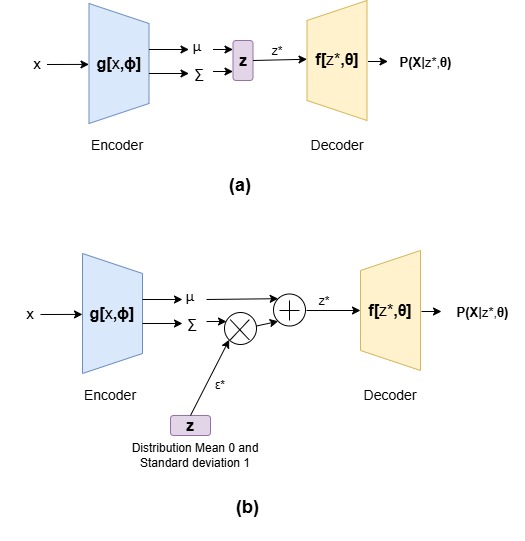 x
g[x,ϕ]
μ
∑
z
z*
f[z*,θ]
P(X|z*,θ)
Encoder
Decoder
(a)
x
g[x,ϕ]
μ
∑
z*
f[z*,θ]
P(X|z*,θ)
ε*
Encoder
Decoder
z
Distribution Mean 0 and
Standard deviation 1
(b)